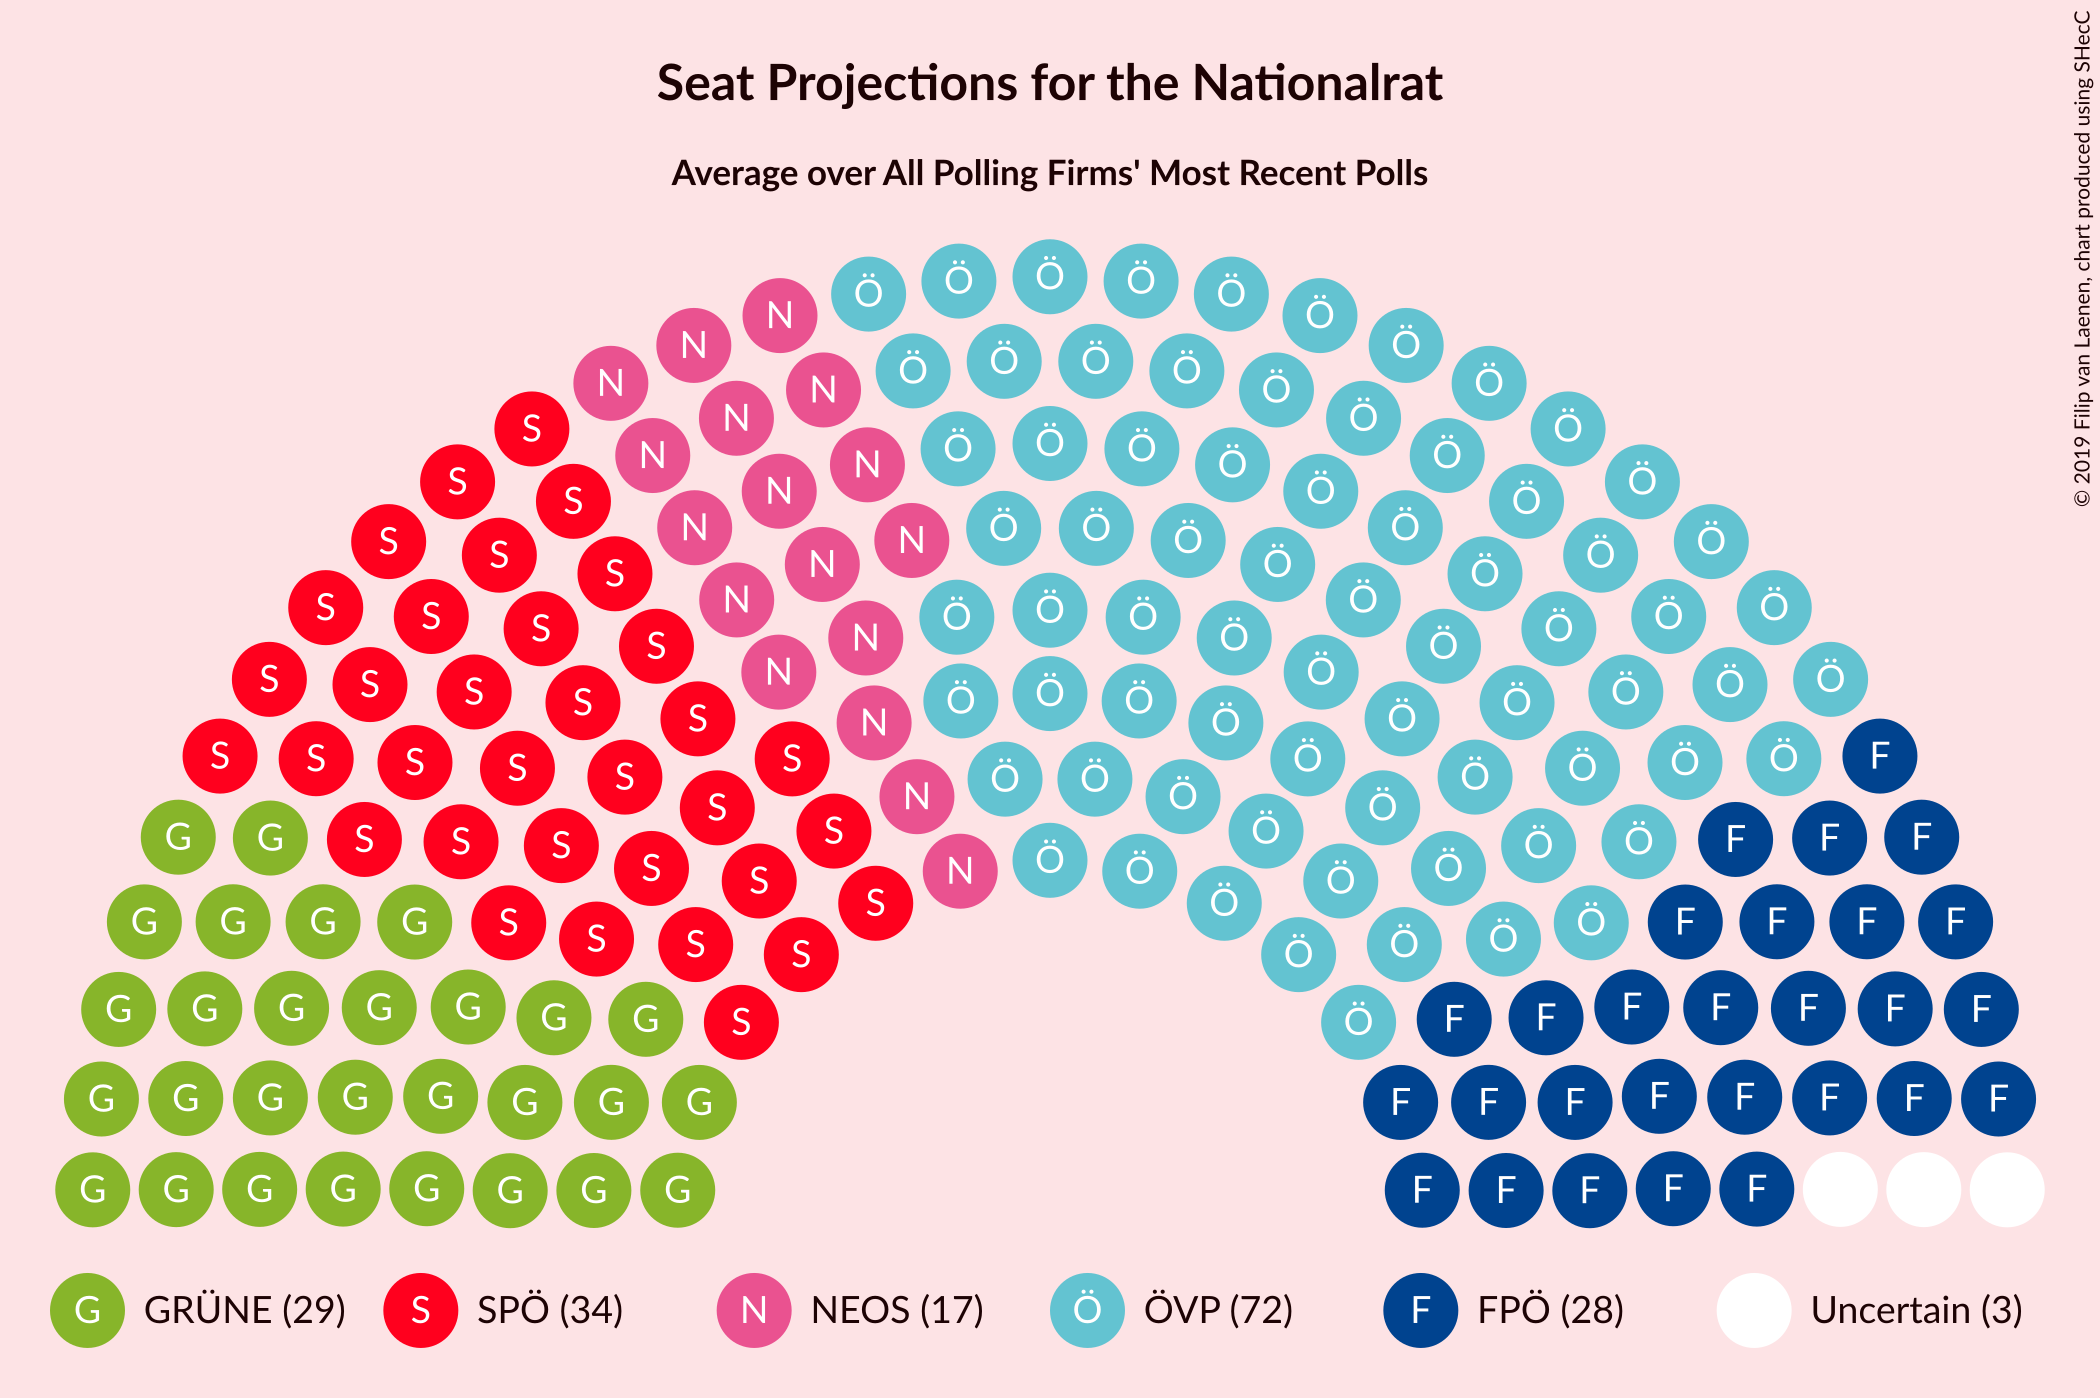 Seat Projections for the Nationalrat
Average over All Polling Firms' Most Recent Polls
© 2019 Filip van Laenen, chart produced using SHecC
Ö Ö Ö Ö Ö
N N Ö Ö
N N Ö Ö Ö Ö Ö Ö Ö
S N N Ö Ö Ö Ö Ö Ö Ö
S S N N N Ö Ö Ö Ö Ö
S S S N N N Ö Ö Ö Ö Ö Ö Ö Ö
S S S S N N Ö Ö Ö Ö Ö Ö Ö Ö Ö
S S S S S N N Ö Ö Ö Ö Ö Ö Ö Ö Ö Ö
S S S S S S S N N Ö Ö Ö Ö Ö Ö Ö Ö Ö F
G G S S S S S S N Ö Ö Ö Ö Ö Ö Ö F F F
G G G G S S S S S S Ö Ö Ö Ö Ö F F F F
G G G G G G G S Ö F F F F F F F
G G G G G G G G F F F F F F F F
G G G G G G G G F F F F F
G GRÜNE (29) S SPÖ (34) N NEOS (17) Ö ÖVP (72) F FPÖ (28) Uncertain (3)